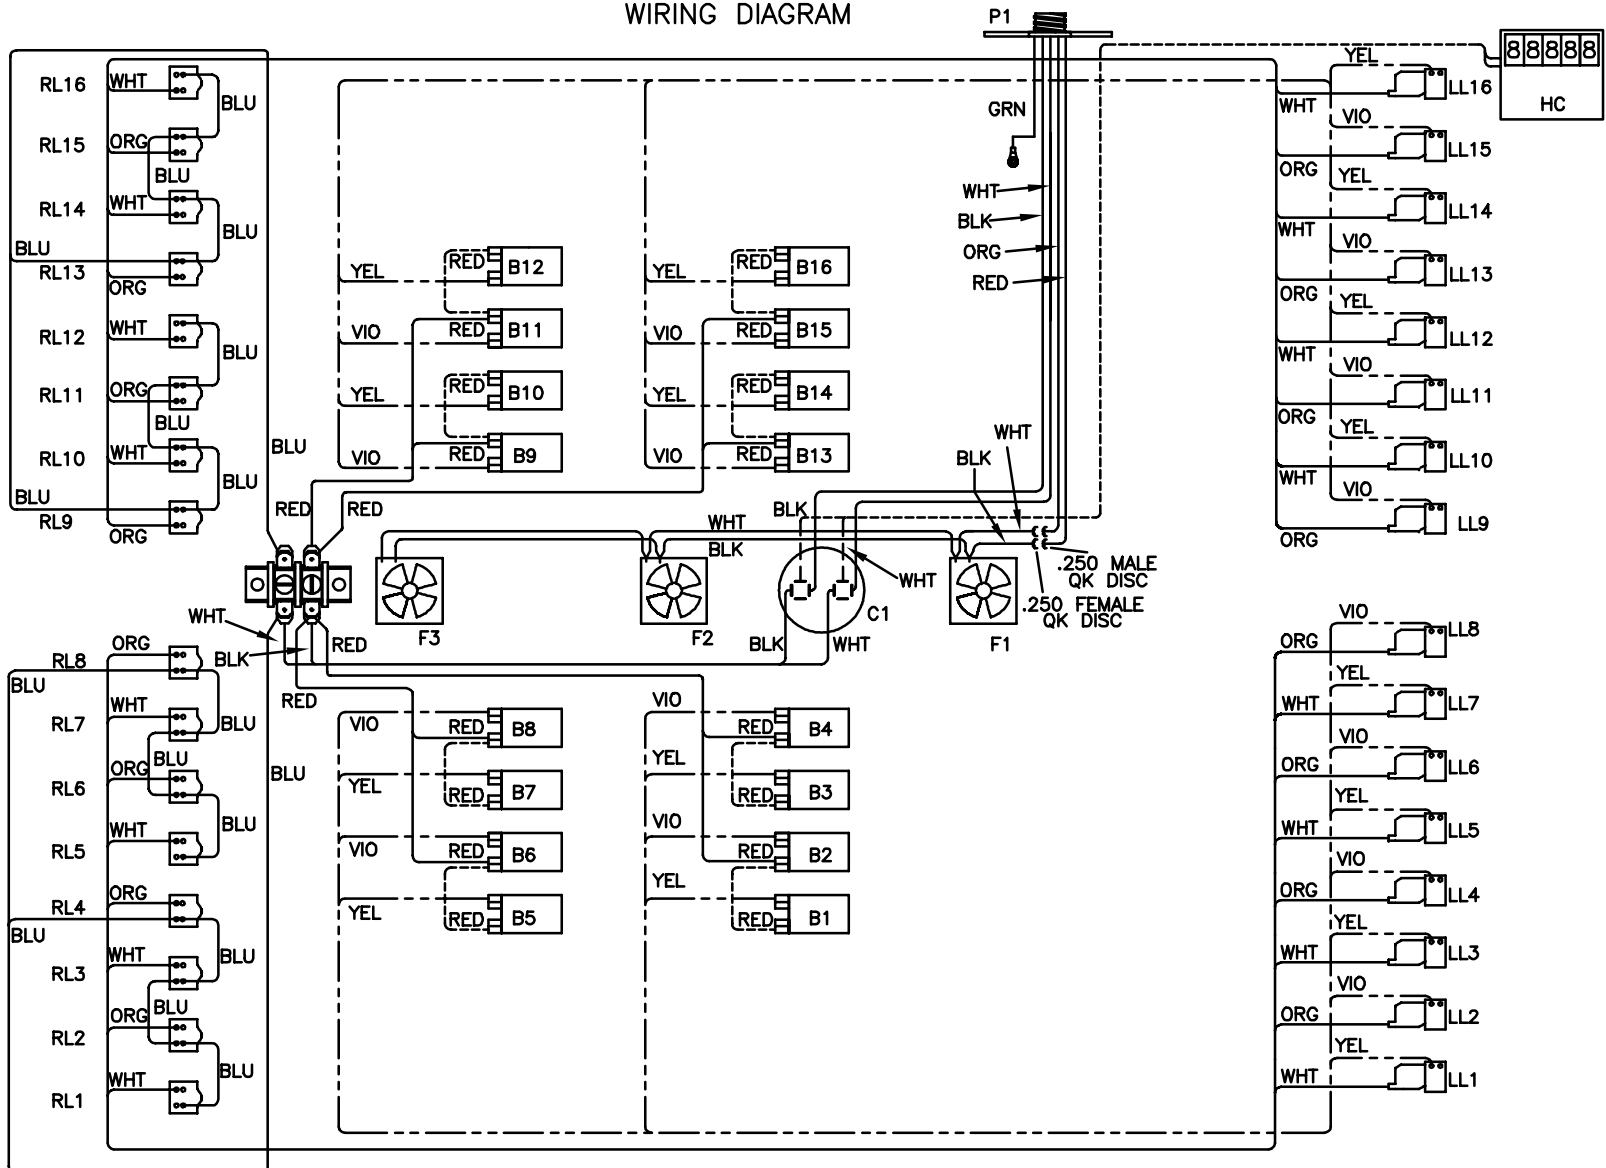 WIRING DIAGRAM
P1
88888
HC
GRN
WHT
BLK
ORG
RED
RL16
WHT
BLU
RL15
ORG
BLU
RL14
WHT
BLU
BLU
RL13
ORG
RL12
WHT
BLU
RL11
ORG
BLU
RL10
WHT
BLU
BLU
RL9
ORG
BLU
RED
RED
YEL
RED
B12
VIO
RED
B11
YEL
RED
B10
VIO
RED
B9
YEL
RED
B16
VIO
RED
B15
YEL
RED
B14
VIO
RED
B13
YEL
WHT
LL16
VIO
ORG
LL15
YEL
WHT
LL14
VIO
ORG
LL13
YEL
WHT
LL12
VIO
ORG
LL11
YEL
WHT
LL10
VIO
ORG
LL9
WHT
BLK
BLK
WHT
BLK
WHT
.250 MALE
QK DISC
.250 FEMALE
QK DISC
F3
F2
C1
F1
WHT
BLK
RED
BLK
WHT
RED
RL8
ORG
BLU
RL7
WHT
BLU
BLU
RL6
ORG
BLU
RL5
WHT
BLU
RL4
ORG
BLU
RL3
WHT
BLU
BLU
RL2
ORG
BLU
RL1
WHT
VIO
RED
B8
YEL
RED
B7
VIO
RED
B6
YEL
RED
B5
VIO
RED
B4
YEL
RED
B3
VIO
RED
B2
YEL
RED
B1
VIO
ORG
LL8
YEL
WHT
LL7
VIO
ORG
LL6
YEL
WHT
LL5
VIO
ORG
LL4
YEL
WHT
LL3
VIO
ORG
LL2
YEL
WHT
LL1